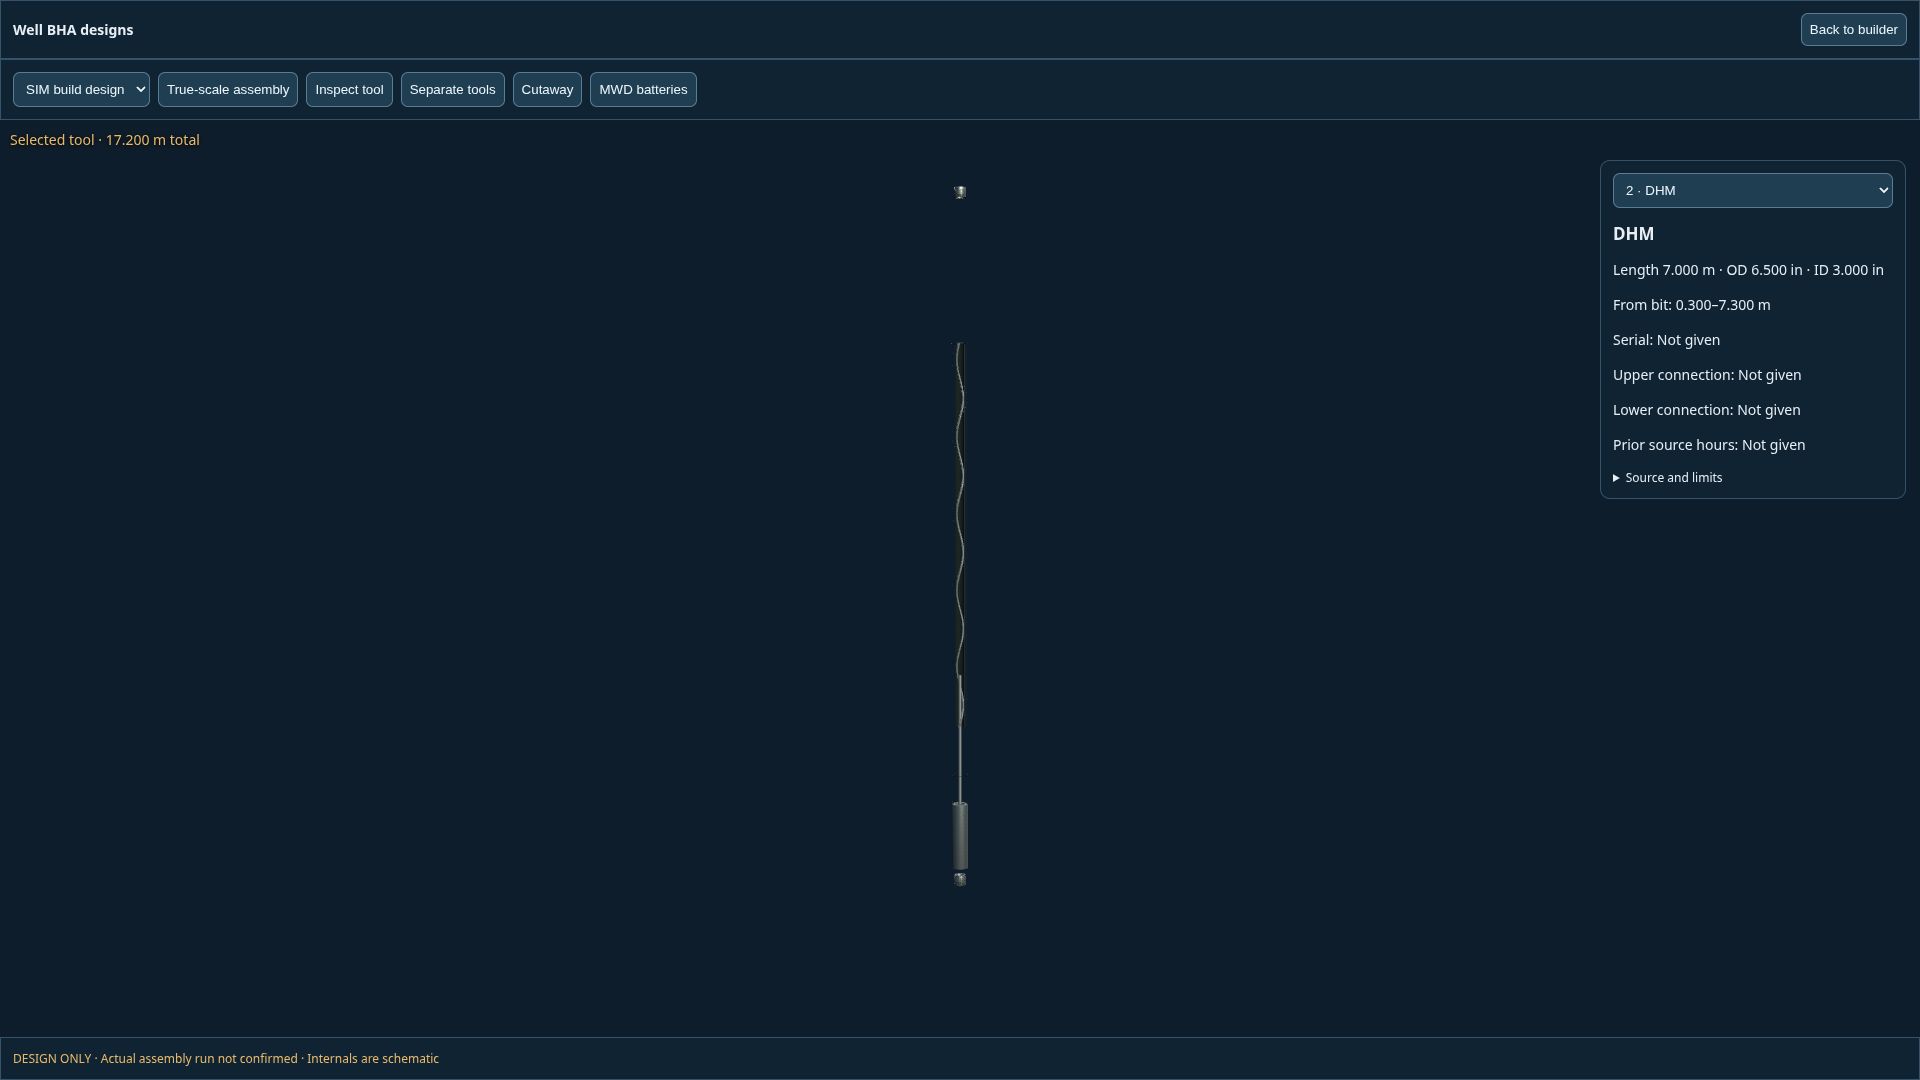 Well BHA designs
Back to builder
SIM build design
True-scale assembly
Inspect tool
Separate tools
Cutaway
MWD batteries
Selected tool · 17.200 m total
2 · DHM
DHM
Length 7.000 m · OD 6.500 in · ID 3.000 in
From bit: 0.300–7.300 m
Serial: Not given
Upper connection: Not given
Lower connection: Not given
Prior source hours: Not given
Source and limits
DESIGN ONLY · Actual assembly run not confirmed · Internals are schematic